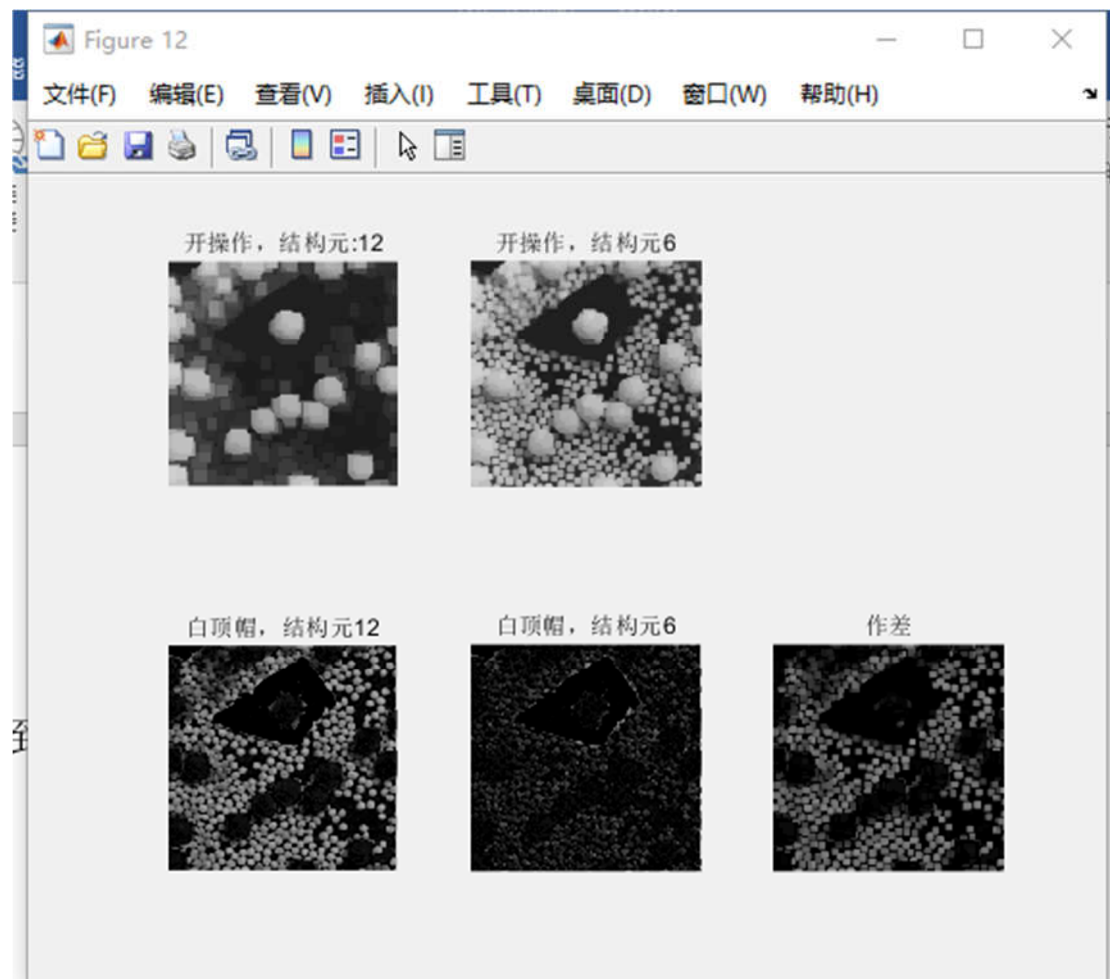 Figure 12
文件(F) 编辑(E) 查看(V) 插入(I) 工具(T) 桌面(D) 窗口(W) 帮助(H)
开操作，结构元:12 开操作，结构元6
白顶帽，结构元12 白顶帽，结构元6 作差
到